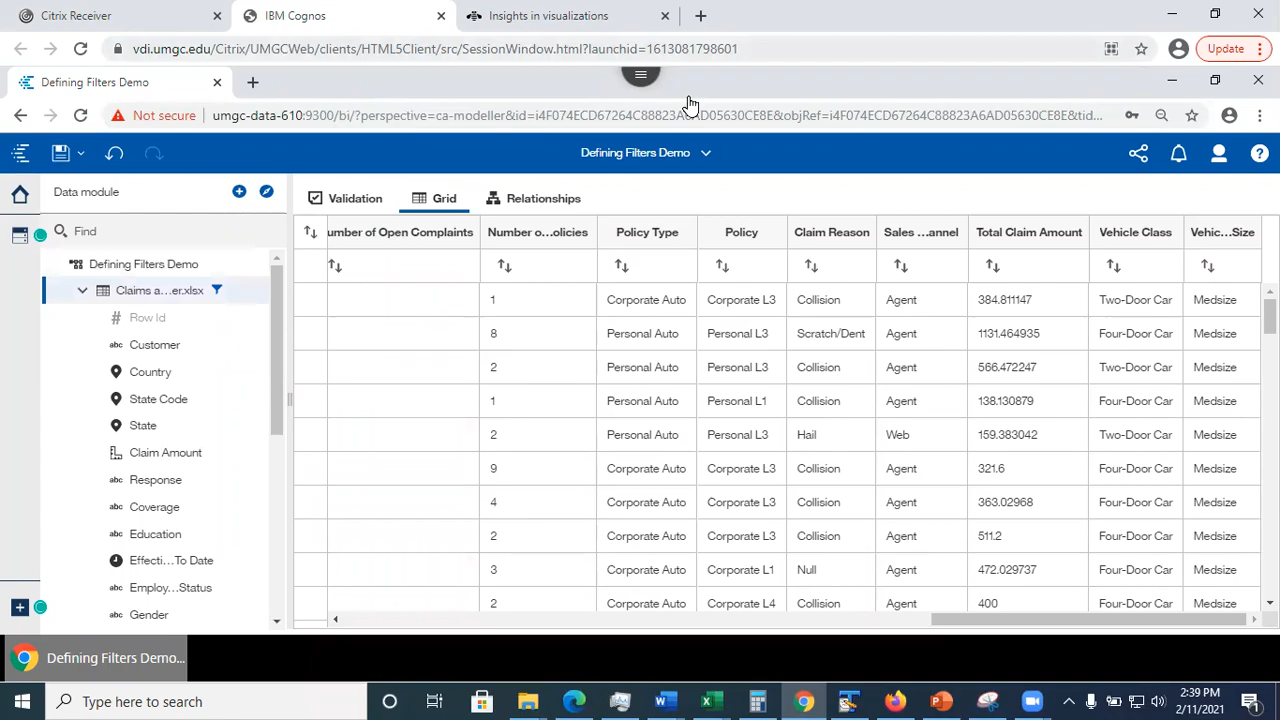 Citrix Receiver
IBM Cognos
Insights in visualizations
vdi.umgc.edu/Citrix/UMGCWeb/clients/HTML5Client/src/SessionWindow.html?launchid=1613081798601
Update
Defining Filters Demo
Not secure
umgc-data-610:9300/bi/?perspective=ca-modeller&id=i4F074ECD67264C88823A6AD05630CE8E&objRef=i4F074ECD67264C88823A6AD05630CE8E&tid...
Defining Filters Demo
Data module
Validation
Grid
Relationships
Find
Defining Filters Demo
Claims a...er.xlsx
# Row Id
abc Customer
Country
State Code
State
Claim Amount
abc Response
abc Coverage
abc Education
Effecti...To Date
abc Employ...Status
abc Gender
umber of Open Complaints Number o...olicies Policy Type Policy Claim Reason Sales ...annel Total Claim Amount Vehicle Class Vehic...Size
1 Corporate Auto Corporate L3 Collision Agent 384.811147 Two-Door Car Medsize
8 Personal Auto Personal L3 Scratch/Dent Agent 1131.464935 Four-Door Car Medsize
2 Personal Auto Personal L3 Collision Agent 566.472247 Two-Door Car Medsize
1 Personal Auto Personal L1 Collision Agent 138.130879 Four-Door Car Medsize
2 Personal Auto Personal L3 Hail Web 159.383042 Two-Door Car Medsize
9 Corporate Auto Corporate L3 Collision Agent 321.6 Four-Door Car Medsize
4 Corporate Auto Corporate L3 Collision Agent 363.02968 Four-Door Car Medsize
2 Corporate Auto Corporate L3 Collision Agent 511.2 Four-Door Car Medsize
3 Corporate Auto Corporate L1 Null Agent 472.029737 Four-Door Car Medsize
2 Corporate Auto Corporate L4 Collision Agent 400 Four-Door Car Medsize
Defining Filters Demo...
Type here to search
2:39 PM
2/11/2021
1